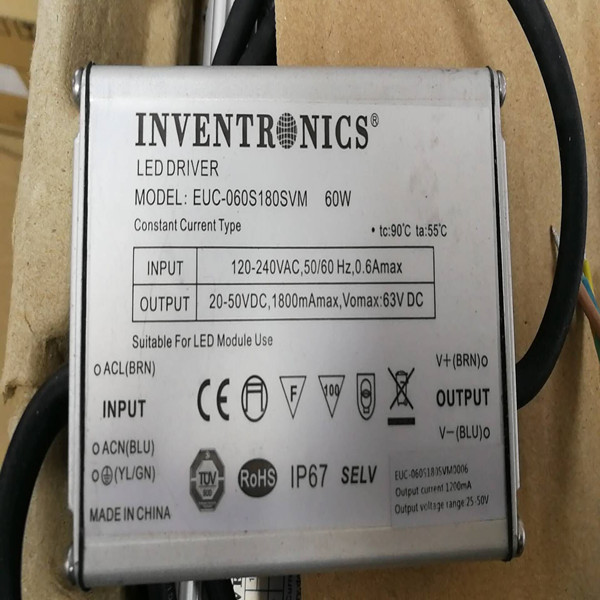 INVENTRONICS®
LED DRIVER
MODEL: EUC-060S180SVM 60W
Constant Current Type
• tc:90℃ ta:55℃
INPUT 120-240VAC,50/60 Hz,0.6Amax
OUTPUT 20-50VDC,1800mAmax,Vomax:63V DC
Suitable For LED Module Use
ACL(BRN)
INPUT
ACN(BLU)
(YL/GN)
CE F 100
V+(BRN)
OUTPUT
V-(BLU)
TÜV
RoHS IP67 SELV
MADE IN CHINA
EUC-060S180SVM0006
Output current:1200mA
Output voltage range:25-50V